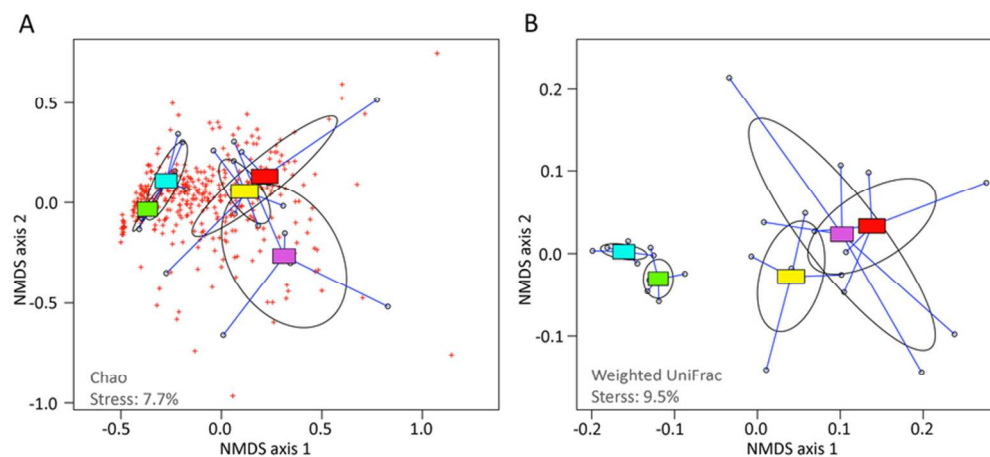 A
NMDS axis 2
0.5
0.0
-0.5
-1.0
Chao
Stress: 7.7%
-0.5 0.0 0.5 1.0
NMDS axis 1
B
NMDS axis 2
0.2
0.1
0.0
-0.1
Weighted UniFrac
Sterss: 9.5%
-0.2 -0.1 0.0 0.1 0.2
NMDS axis 1